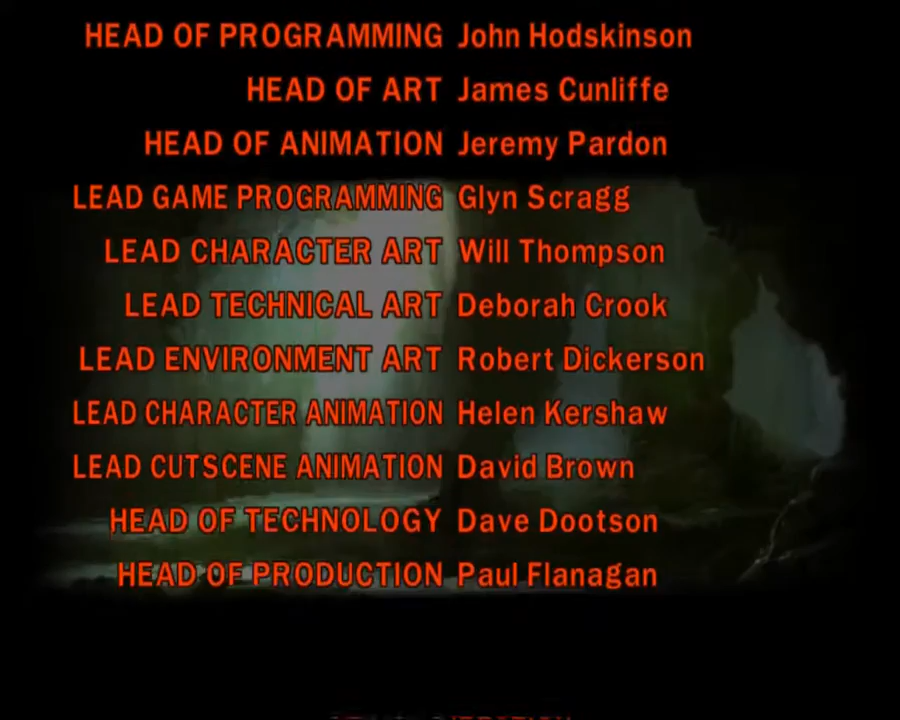 HEAD OF PROGRAMMING John Hodskinson
HEAD OF ART James Cunliffe
HEAD OF ANIMATION Jeremy Pardon
LEAD GAME PROGRAMMING Glyn Scragg
LEAD CHARACTER ART Will Thompson
LEAD TECHNICAL ART Deborah Crook
LEAD ENVIRONMENT ART Robert Dickerson
LEAD CHARACTER ANIMATION Helen Kershaw
LEAD CUTSCENE ANIMATION David Brown
HEAD OF TECHNOLOGY Dave Dootson
HEAD OF PRODUCTION Paul Flanagan